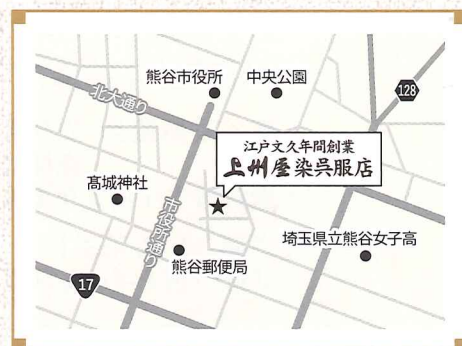 熊谷市役所
中央公園
北大通り
128
江戸文久年間創業
上州屋染呉服店
髙城神社
市役所通り
埼玉県立熊谷女子高
熊谷郵便局
17